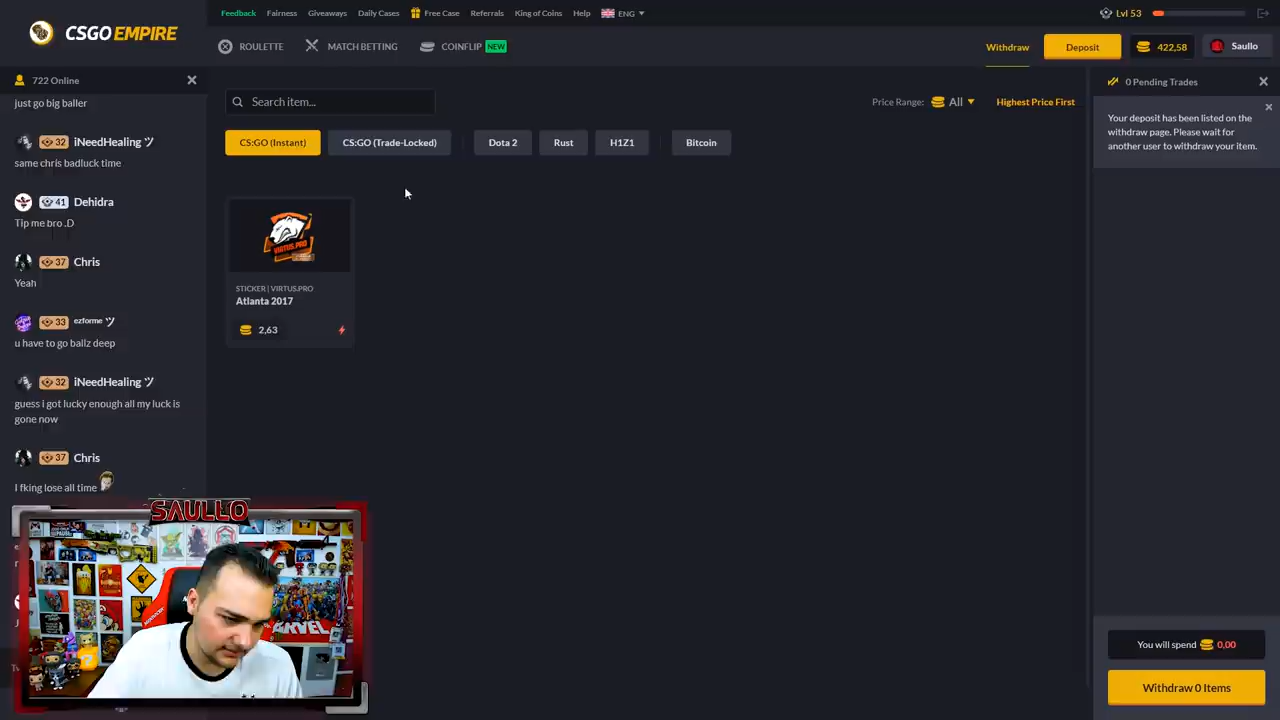 CSGOEMPIRE
Feedback Fairness Giveaways Daily Cases Free Case Referrals King of Coins Help ENG
Lvl 53
ROULETTE MATCH BETTING COINFLIP NEW
Withdraw Deposit 422,58 Saullo
722 Online
just go big baller
32 iNeedHealing ツ
same chris badluck time
41 Dehidra
Tip me bro .D
37 Chris
Yeah
33 ezforme ツ
u have to go ballz deep
32 iNeedHealing ツ
guess i got lucky enough all my luck is
gone now
37 Chris
I fking lose all time
Search item...
Price Range: All Highest Price First
CS:GO (Instant) CS:GO (Trade-Locked) Dota 2 Rust H1Z1 Bitcoin
VIRTUS.PRO
STICKER | VIRTUS.PRO
Atlanta 2017
2,63
0 Pending Trades
Your deposit has been listed on the
withdraw page. Please wait for
another user to withdraw your item.
You will spend 0,00
Withdraw 0 Items
SAULLO
MARVEL